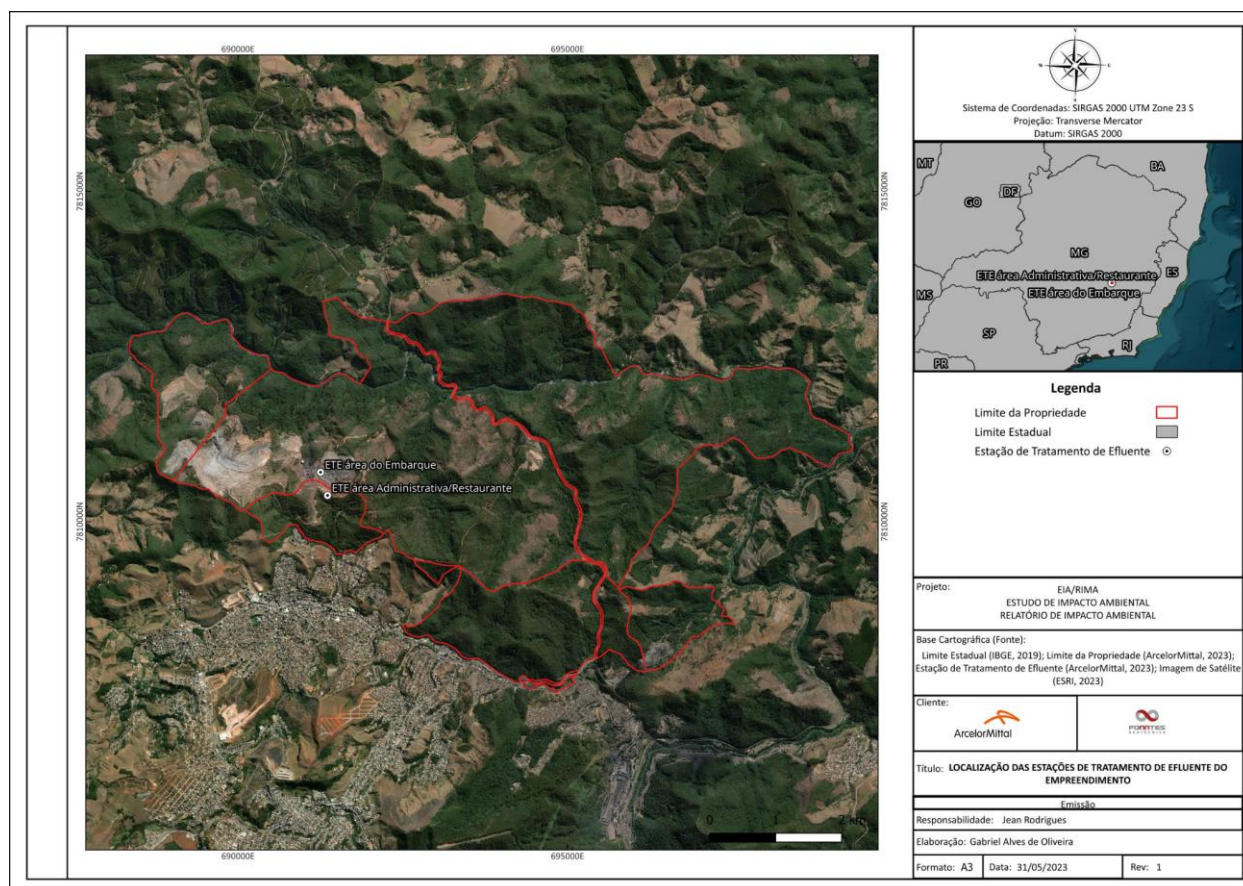 690000E
695000E
7815000N
7815000N
7810000N
7810000N
ETE área do Embarque
ETE área Administrativa/Restaurante
0 1 2 km
690000E
695000E
N
Sistema de Coordenadas: SIRGAS 2000 UTM Zone 23 S
Projeção: Transverse Mercator
Datum: SIRGAS 2000
MT
BA
DF
GO
MG
ETE área Administrativa/Restaurante
ES
ETE área do Embarque
MS
SP
RJ
PR
Legenda
Limite da Propriedade
Limite Estadual
Estação de Tratamento de Efluente
Projeto:
EIA/RIMA
ESTUDO DE IMPACTO AMBIENTAL
RELATÓRIO DE IMPACTO AMBIENTAL
Base Cartográfica (Fonte):
Limite Estadual (IBGE, 2019); Limite da Propriedade (ArcelorMittal, 2023);
Estação de Tratamento de Efluente (ArcelorMittal, 2023); Imagem de Satélite
(ESRI, 2023)
Cliente:
ArcelorMittal
Título: LOCALIZAÇÃO DAS ESTAÇÕES DE TRATAMENTO DE EFLUENTE DO
EMPREENDIMENTO
Emissão
Responsabilidade: Jean Rodrigues
Elaboração: Gabriel Alves de Oliveira
Formato: A3 Data: 31/05/2023 Rev: 1